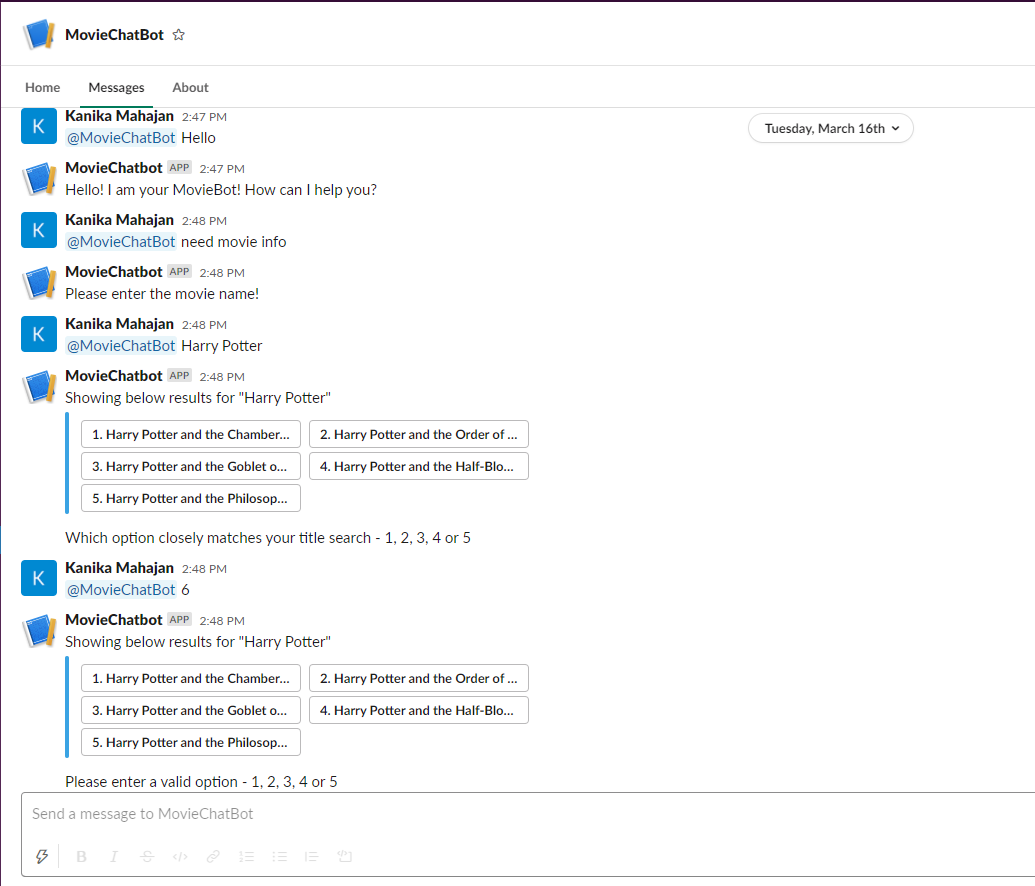 MovieChatBot
Home Messages About
Kanika Mahajan 2:47 PM
Tuesday, March 16th
@MovieChatBot Hello
MovieChatbot APP 2:47 PM
Hello! I am your MovieBot! How can I help you?
Kanika Mahajan 2:48 PM
K
@MovieChatBot need movie info
MovieChatbot APP 2:48 PM
Please enter the movie name!
Kanika Mahajan 2:48 PM
K
@MovieChatBot Harry Potter
MovieChatbot APP 2:48 PM
Showing below results for "Harry Potter"
1. Harry Potter and the Chamber... 2. Harry Potter and the Order of ...
3. Harry Potter and the Goblet o... 4. Harry Potter and the Half-Blo...
5. Harry Potter and the Philosop...
Which option closely matches your title search - 1, 2, 3, 4 or 5
Kanika Mahajan 2:48 PM
K
@MovieChatBot 6
MovieChatbot APP 2:48 PM
Showing below results for "Harry Potter"
1. Harry Potter and the Chamber... 2. Harry Potter and the Order of ...
3. Harry Potter and the Goblet o... 4. Harry Potter and the Half-Blo...
5. Harry Potter and the Philosop...
Please enter a valid option - 1, 2, 3, 4 or 5
Send a message to MovieChatBot
B I S </>